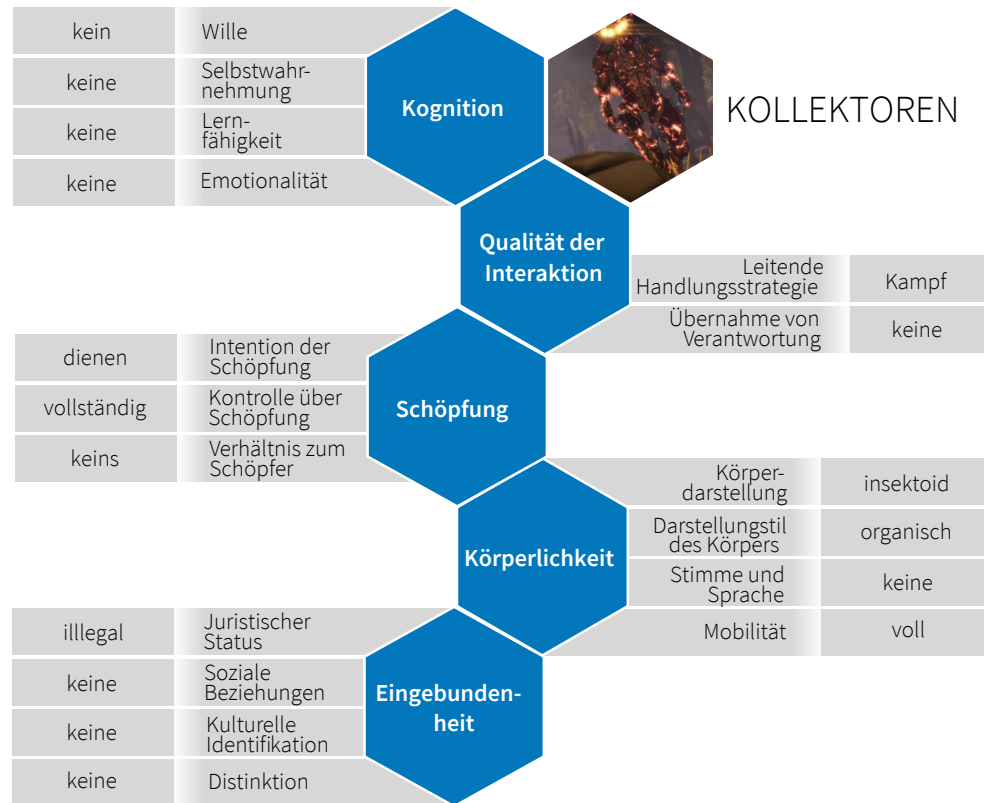 KOLLEKTOREN
Kognition
kein
Wille
keine
Selbstwahr-
nehmung
keine
Lern-
fähigkeit
keine
Emotionalität
Qualität der
Interaktion
Leitende
Handlungsstrategie
Kampf
Übernahme von
Verantwortung
keine
Schöpfung
dienen
Intention der
Schöpfung
vollständig
Kontrolle über
Schöpfung
keins
Verhältnis zum
Schöpfer
Körperlichkeit
Körper-
darstellung
insektoid
Darstellungstil
des Körpers
organisch
Stimme und
Sprache
keine
Mobilität
voll
Eingebunden-
heit
illlegal
Juristischer
Status
keine
Soziale
Beziehungen
keine
Kulturelle
Identifikation
keine
Distinktion